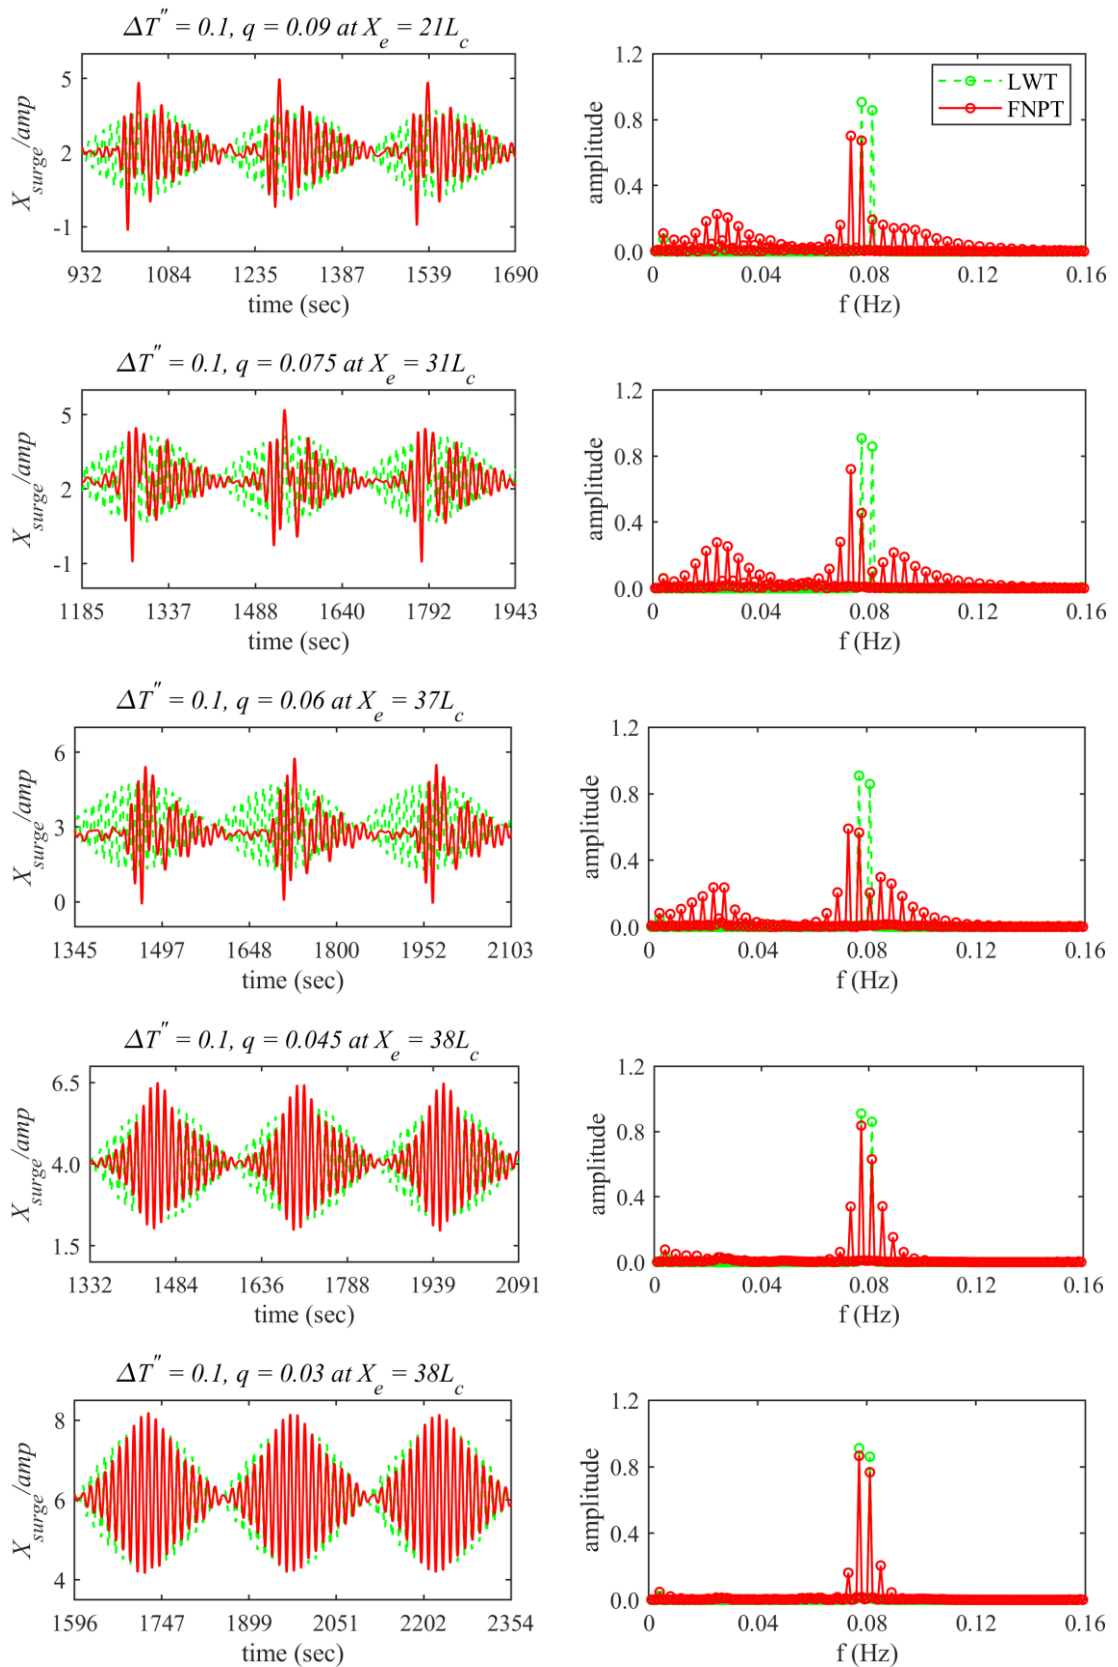 ΔT" = 0.1, q = 0.09 at X_e = 21L_c
X_surge/amp
5
2
-1
932 1084 1235 1387 1539 1690
time (sec)
amplitude
1.2
0.8
0.4
0.0
0 0.04 0.08 0.12 0.16
f (Hz)
LWT
FNPT
ΔT" = 0.1, q = 0.075 at X_e = 31L_c
X_surge/amp
5
2
-1
1185 1337 1488 1640 1792 1943
time (sec)
amplitude
1.2
0.8
0.4
0.0
0 0.04 0.08 0.12 0.16
f (Hz)
ΔT" = 0.1, q = 0.06 at X_e = 37L_c
X_surge/amp
6
3
0
1345 1497 1648 1800 1952 2103
time (sec)
amplitude
1.2
0.8
0.4
0.0
0 0.04 0.08 0.12 0.16
f (Hz)
ΔT" = 0.1, q = 0.045 at X_e = 38L_c
X_surge/amp
6.5
4.0
1.5
1332 1484 1636 1788 1939 2091
time (sec)
amplitude
1.2
0.8
0.4
0.0
0 0.04 0.08 0.12 0.16
f (Hz)
ΔT" = 0.1, q = 0.03 at X_e = 38L_c
X_surge/amp
8
6
4
1596 1747 1899 2051 2202 2354
time (sec)
amplitude
1.2
0.8
0.4
0.0
0 0.04 0.08 0.12 0.16
f (Hz)